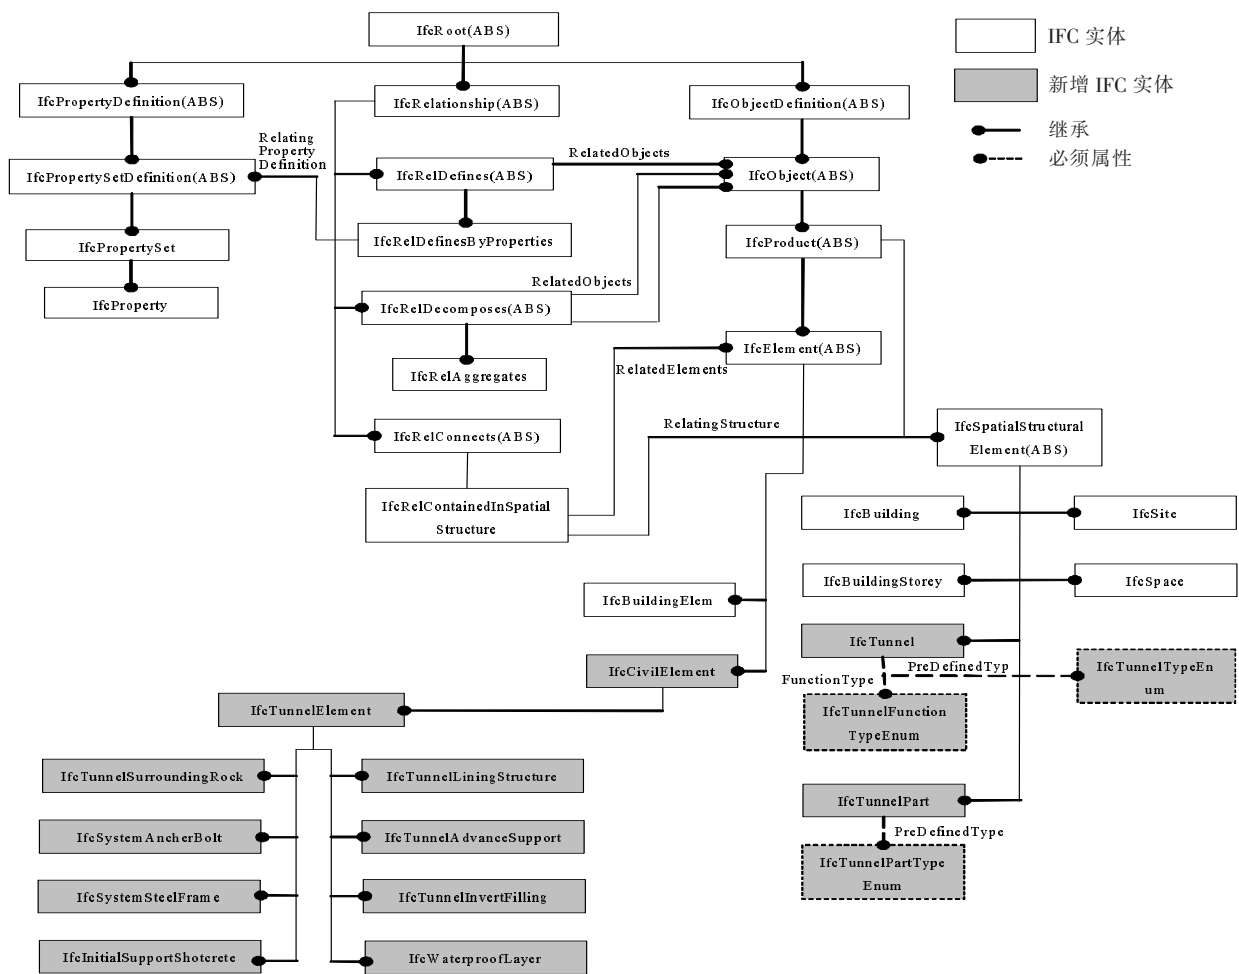 IfcRoot(ABS)
IFC 实体
新增 IFC 实体
继承
必须属性
IfcPropertyDefinition(ABS)
IfcRelationship(ABS)
IfcObjectDefinition(ABS)
Relating
Property
Definition
RelatedObjects
IfcPropertySetDefinition(ABS)
IfcRelDefines(ABS)
IfcObject(ABS)
IfcPropertySet
IfcRelDefinesByProperties
IfcProduct(ABS)
RelatedObjects
IfcProperty
IfcRelDecomposes(ABS)
IfcElement(ABS)
RelatedElements
IfcRelAggregates
RelatingStructure
IfcRelConnects(ABS)
IfcSpatialStructural
Element(ABS)
IfcRelContainedInSpatial
Structure
IfcBuilding
IfcSite
IfcBuildingStorey
IfcSpace
IfcBuildingElem
IfcTunnel
IfcCivilElement
PreDefinedTyp
FunctionType
IfcTunnelTypeEn
um
IfcTunnelElement
IfcTunnelFunction
TypeEnum
IfcTunnelSurroundingRock
IfcTunnelLiningStructure
IfcTunnelPart
IfcSystemAncherBolt
IfcTunnelAdvanceSupport
PreDefinedType
IfcTunnelPartType
Enum
IfcSystemSteelFrame
IfcTunnelInvertFilling
IfcInitialSupportShotcrete
IfcWaterproofLayer